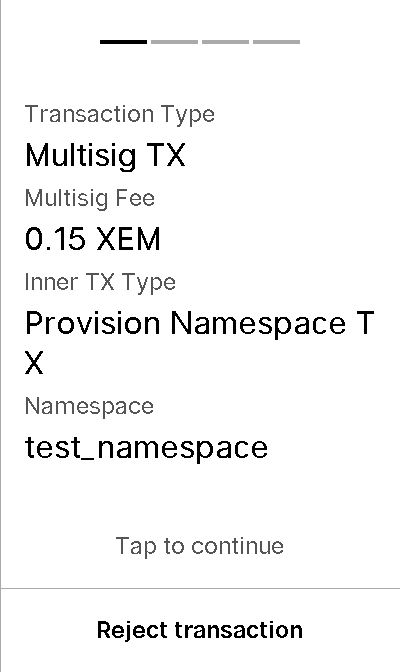 Transaction Type
Multisig TX
Multisig Fee
0.15 XEM
Inner TX Type
Provision Namespace T
X
Namespace
test_namespace
Tap to continue
Reject transaction